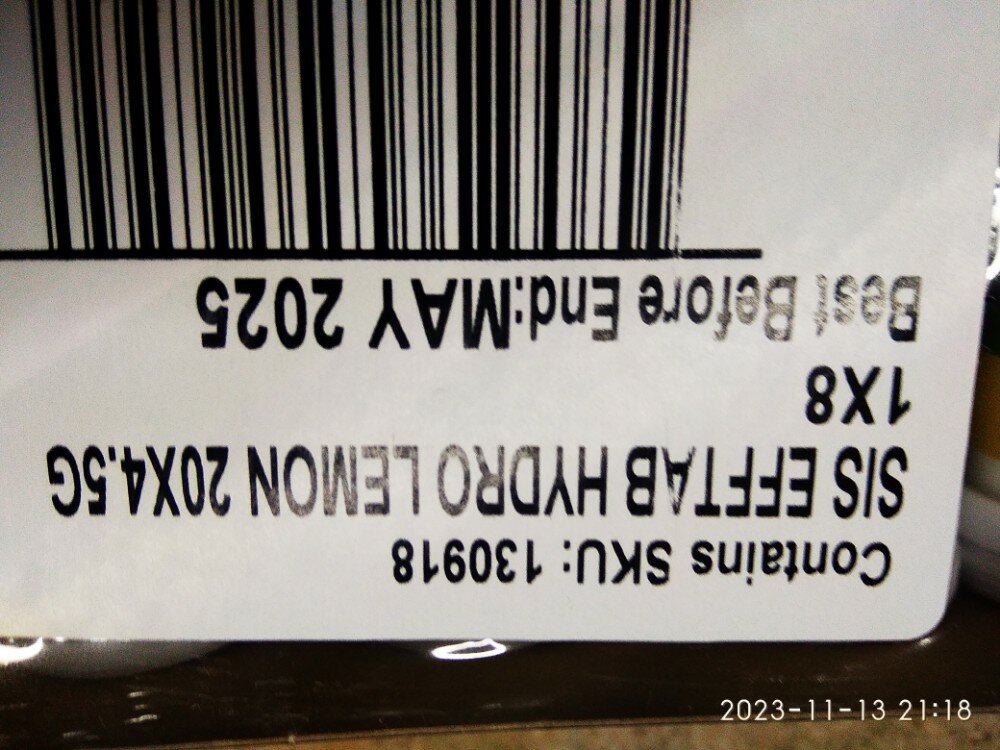 Contains SKU: 130918
SIS EFFTAB HYDRO LEMON 20X4.5G
1X8
Best Before End:MAY 2025
2023-11-13 21:18